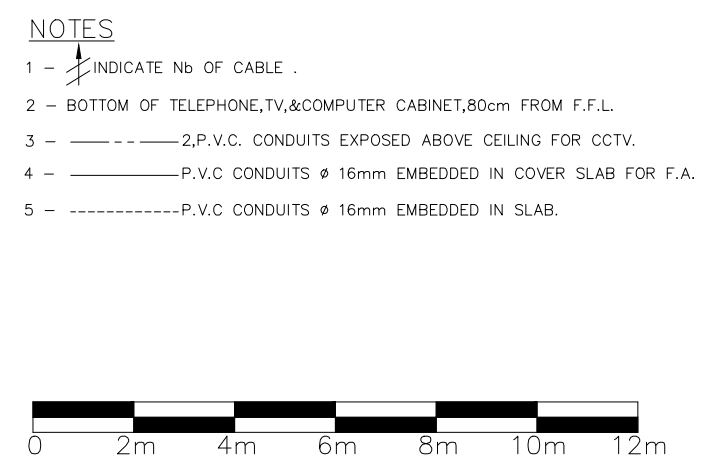 NOTES
1 - INDICATE Nb OF CABLE .
2 - BOTTOM OF TELEPHONE,TV,&COMPUTER CABINET,80cm FROM F.F.L.
3 - 2,P.V.C. CONDUITS EXPOSED ABOVE CEILING FOR CCTV.
4 - P.V.C CONDUITS ø 16mm EMBEDDED IN COVER SLAB FOR F.A.
5 - P.V.C CONDUITS ø 16mm EMBEDDED IN SLAB.
0 2m 4m 6m 8m 10m 12m